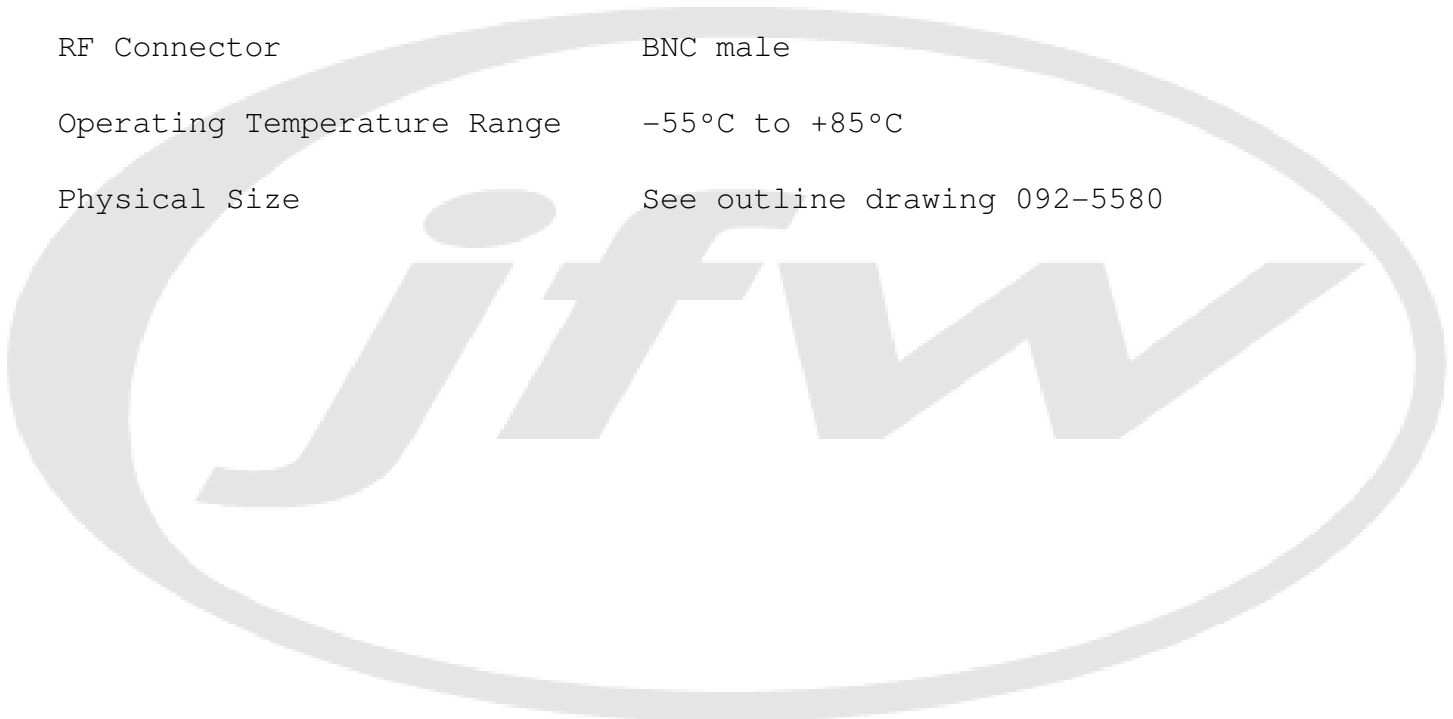 RF Connector BNC male
Operating Temperature Range -55°C to +85°C
Physical Size See outline drawing 092-5580
jfw